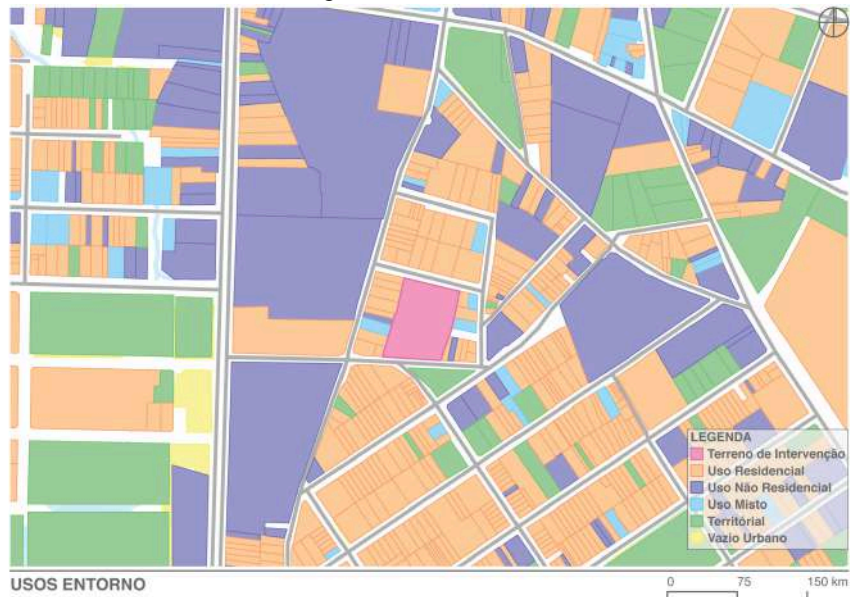 LEGENDA
Terreno de Intervenção
Uso Residencial
Uso Não Residencial
Uso Misto
Territórial
Vazio Urbano
USOS ENTORNO
0 75 150 km